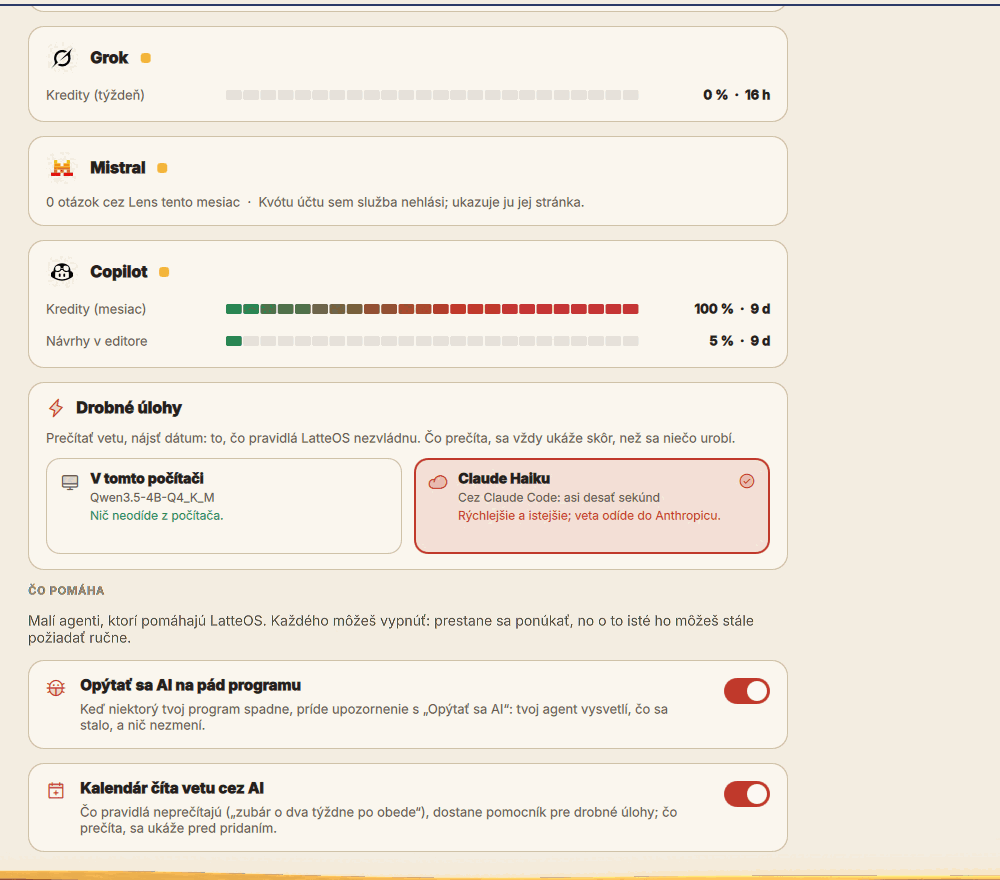 Grok
Kredity (týždeň) 0 % · 16 h
Mistral
0 otázok cez Lens tento mesiac · Kvótu účtu sem služba nehlási; ukazuje ju jej stránka.
Copilot
Kredity (mesiac) 100 % · 9 d
Návrhy v editore 5 % · 9 d
Drobné úlohy
Prečítať vetu, nájsť dátum: to, čo pravidlá LatteOS nezvládnu. Čo prečíta, sa vždy ukáže skôr, než sa niečo urobí.
V tomto počítači
Qwen3.5-4B-Q4_K_M
Nič neodíde z počítača.
Claude Haiku
Cez Claude Code: asi desať sekúnd
Rýchlejšie a istejšie; veta odíde do Anthropicu.
ČO POMÁHA
Malí agenti, ktorí pomáhajú LatteOS. Každého môžeš vypnúť: prestane sa ponúkať, no o to isté ho môžeš stále
požiadať ručne.
Opýtať sa AI na pád programu
Keď niektorý tvoj program spadne, príde upozornenie s „Opýtať sa AI“: tvoj agent vysvetlí, čo sa
stalo, a nič nezmení.
Kalendár číta vetu cez AI
Čo pravidlá neprečítajú („zubár o dva týždne po obede“), dostane pomocník pre drobné úlohy; čo
prečíta, sa ukáže pred pridaním.